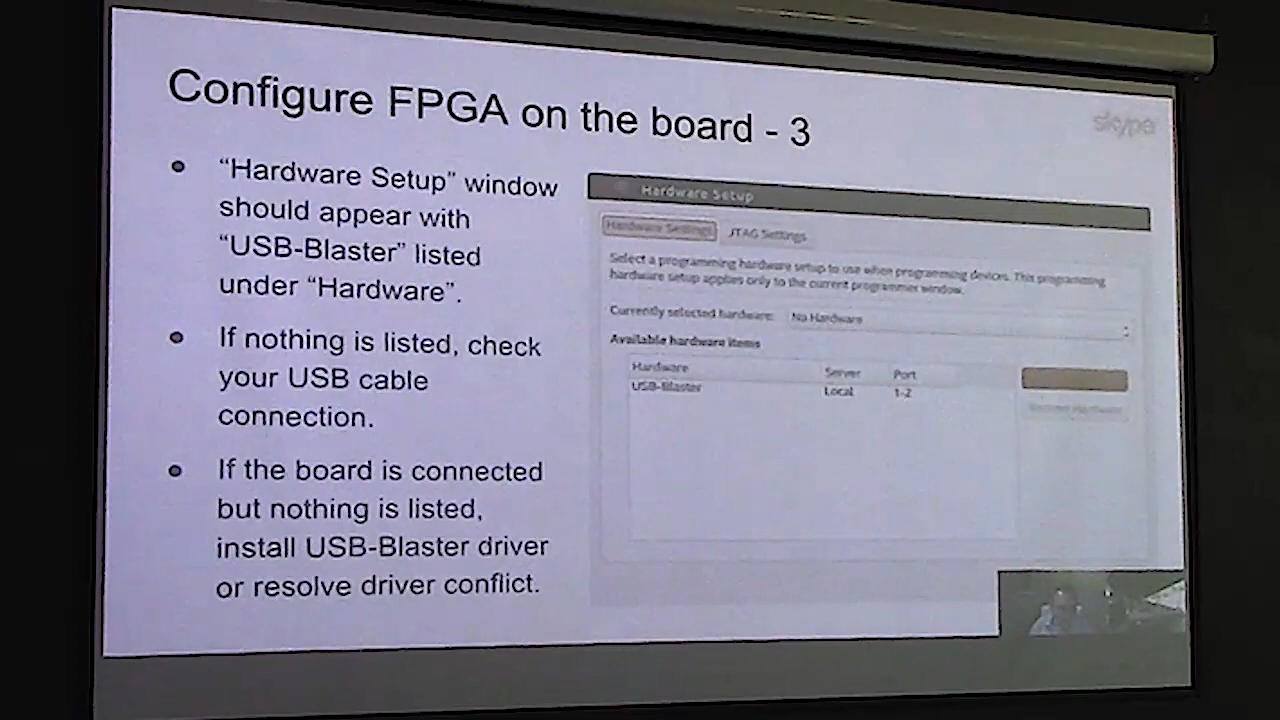 Configure FPGA on the board - 3
skype
● "Hardware Setup" window
should appear with
"USB-Blaster" listed
under "Hardware".
● If nothing is listed, check
your USB cable
connection.
● If the board is connected
but nothing is listed,
install USB-Blaster driver
or resolve driver conflict.
Hardware Setup
Hardware Settings JTAG Settings
Select a programming hardware setup to use when programming devices. This programming
hardware setup applies only to the current programmer window.
Currently selected hardware: No Hardware
Available hardware items
Hardware Server Port
USB-Blaster Local 1-2
Remove Hardware